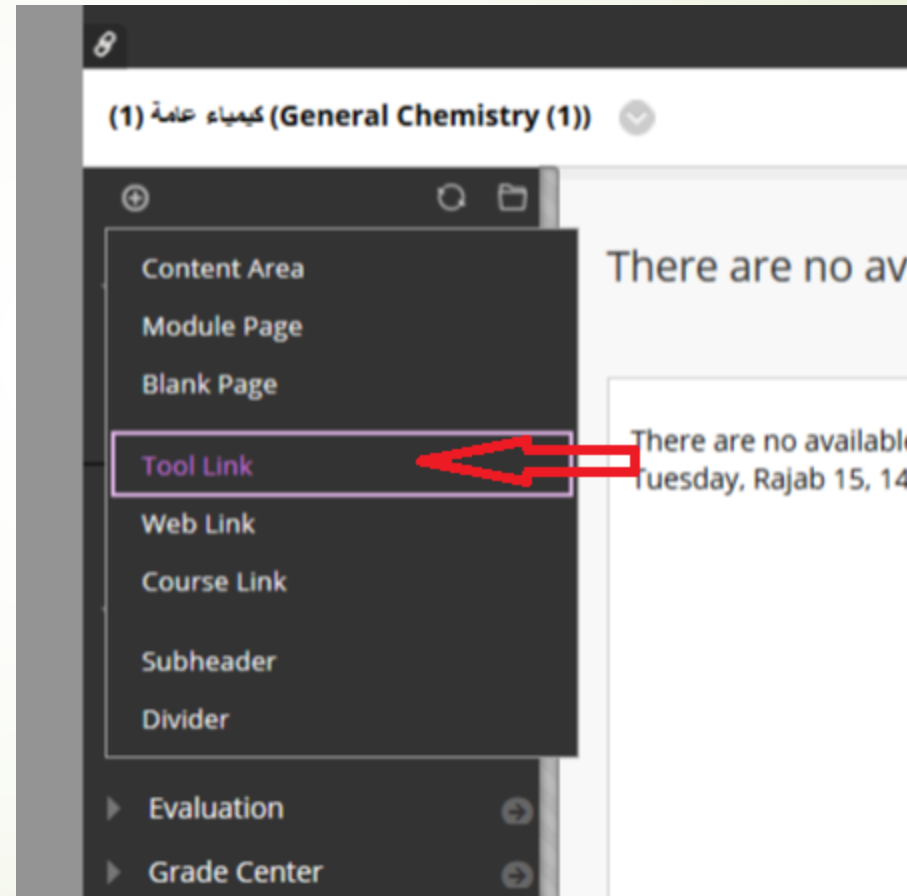 كيمياء عامة (1) (General Chemistry (1))
Content Area
There are no av
Module Page
Blank Page
Tool Link
There are no available
Tuesday, Rajab 15, 14
Web Link
Course Link
Subheader
Divider
Evaluation
Grade Center